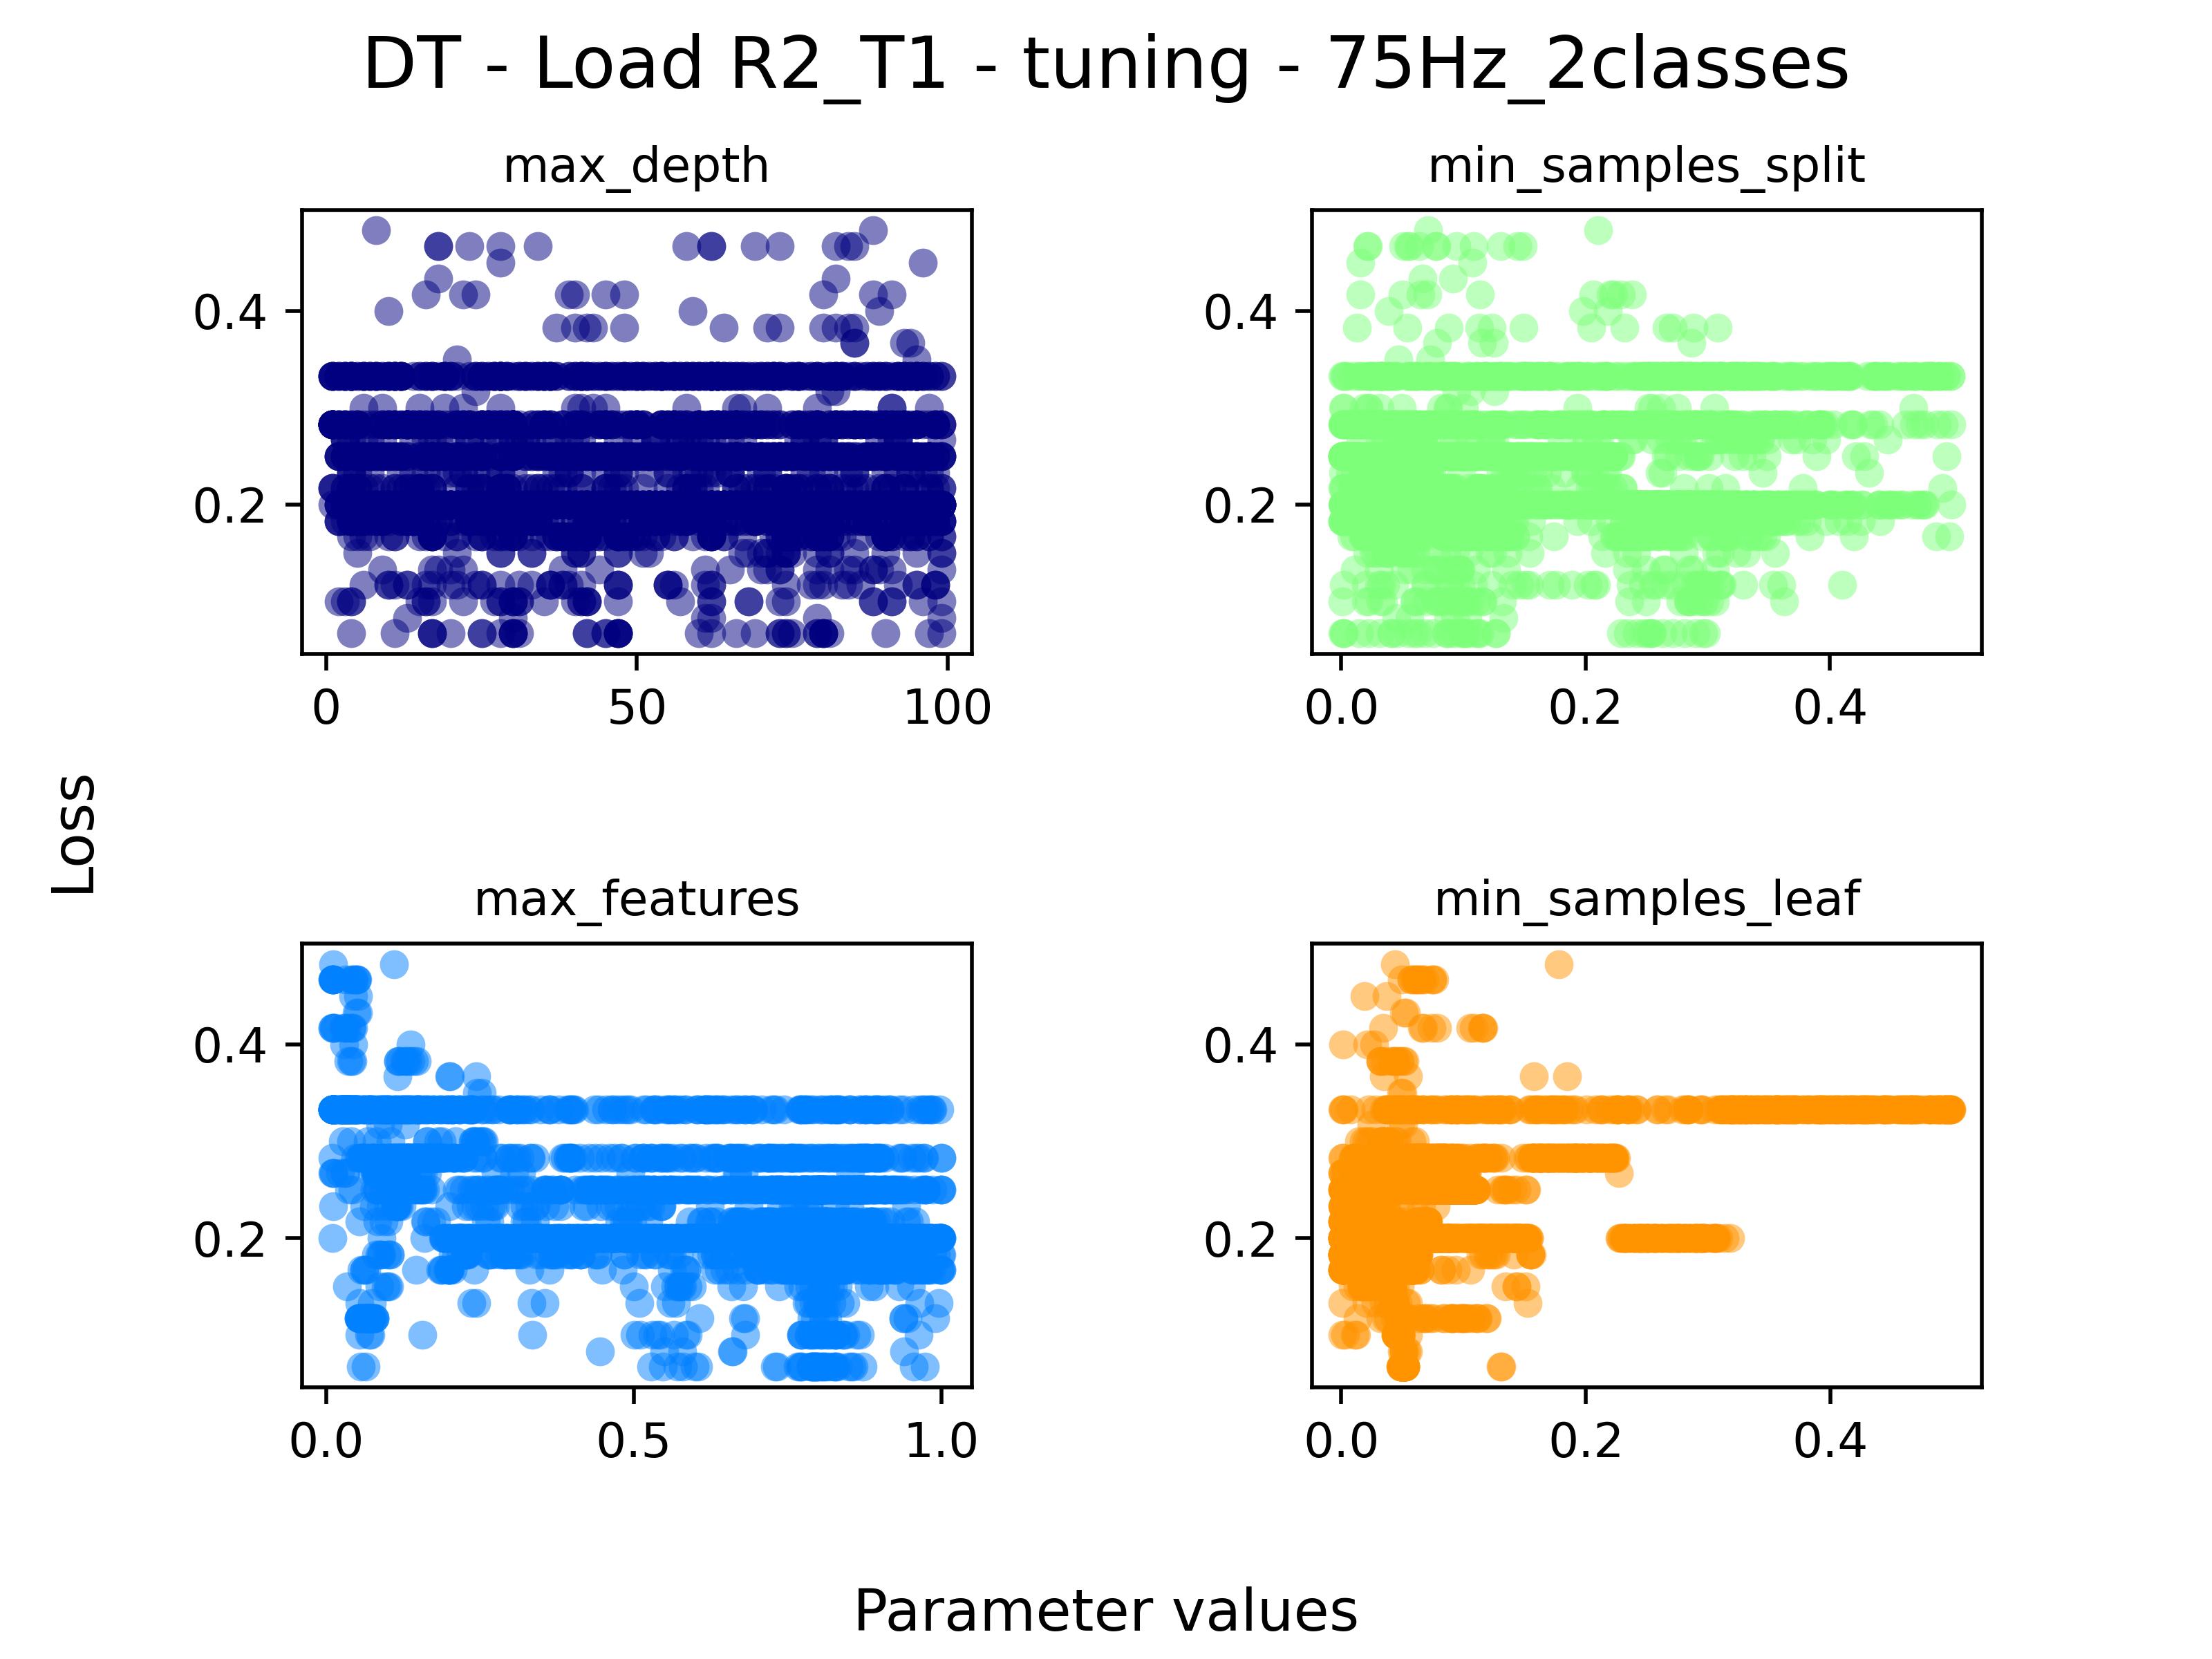 DT - Load R2_T1 - tuning - 75Hz_2classes
max_depth
min_samples_split
0.4
0.2
0
50
100
0.4
0.2
0.0
0.2
0.4
Loss
max_features
min_samples_leaf
0.4
0.2
0.0
0.5
1.0
0.4
0.2
0.0
0.2
0.4
Parameter values